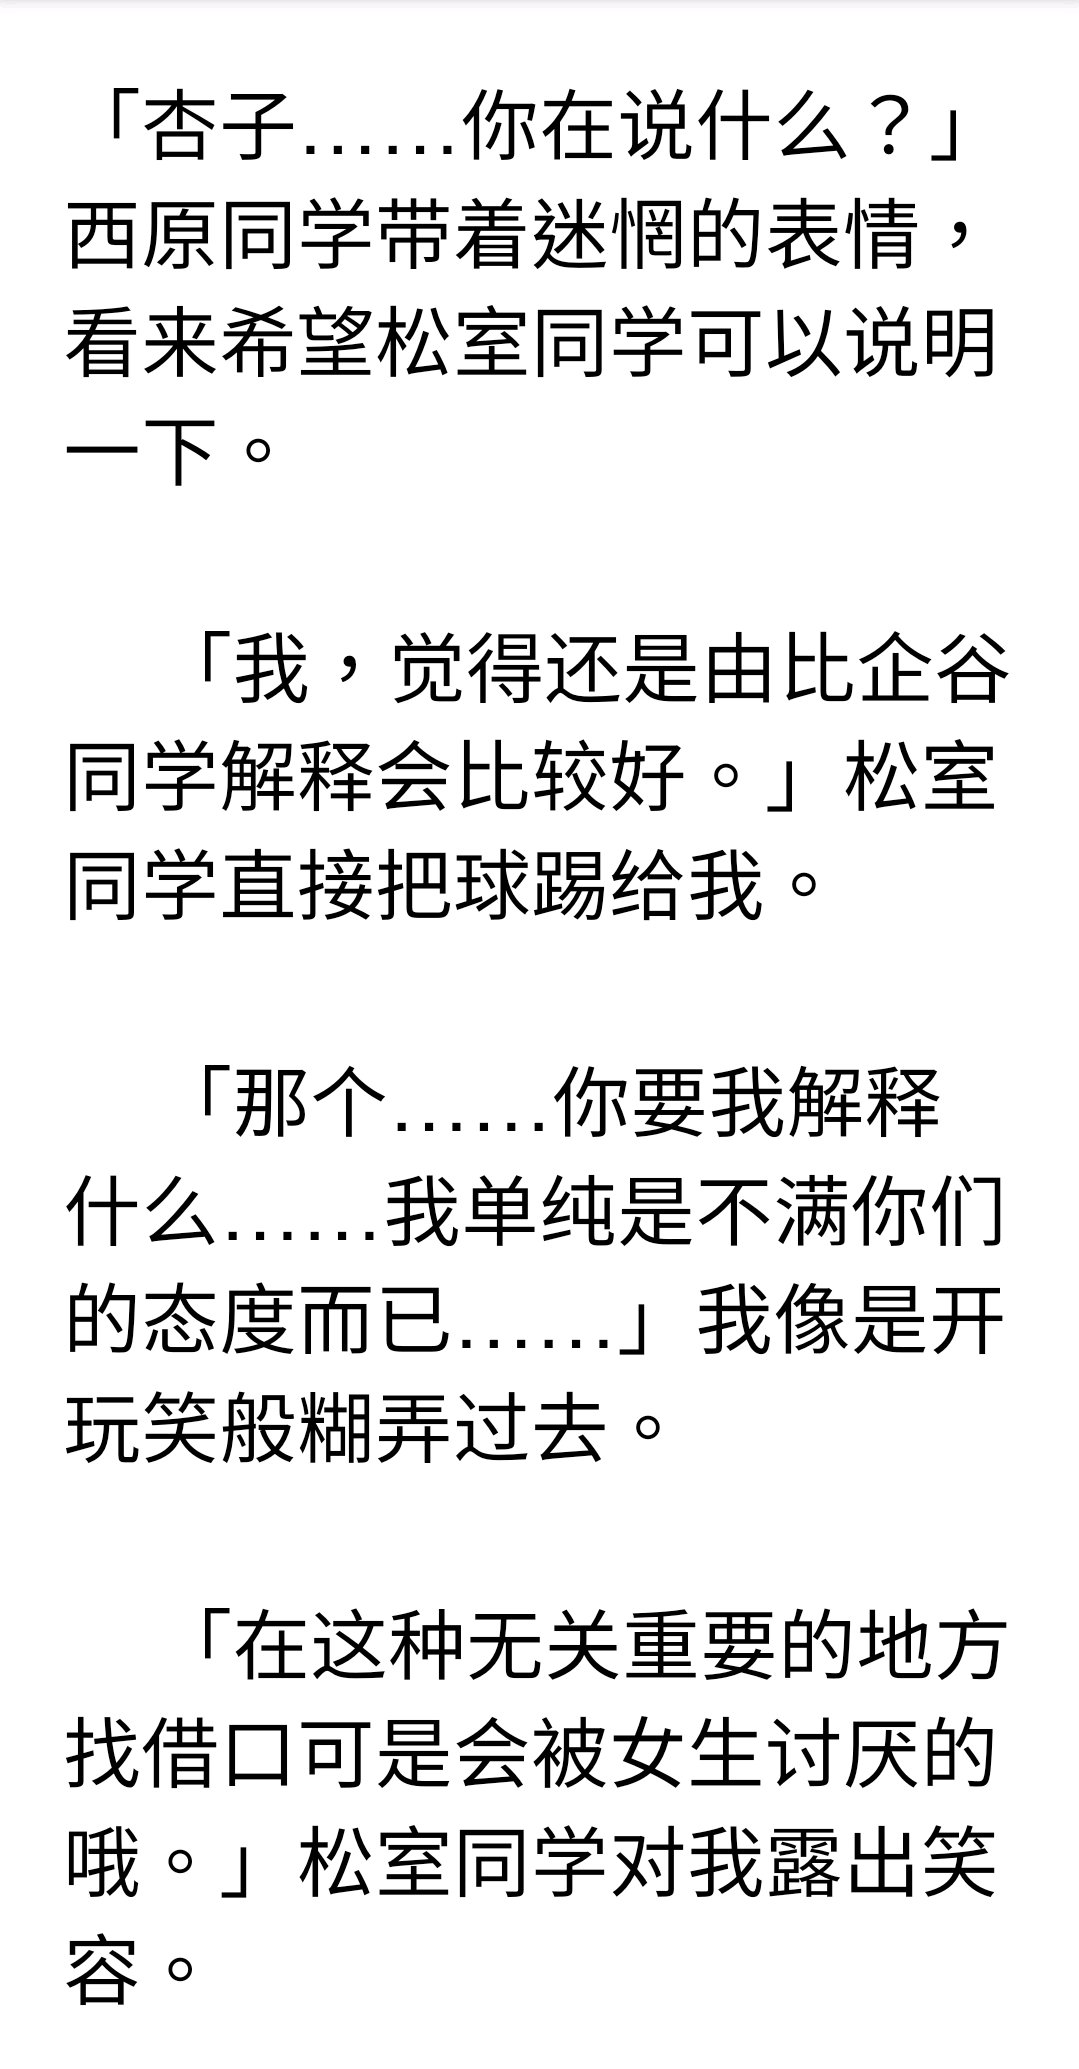 「杏子……你在说什么？」
西原同学带着迷惘的表情，
看来希望松室同学可以说明
一下。
「我，觉得还是由比企谷
同学解释会比较好。」松室
同学直接把球踢给我。
「那个……你要我解释
什么……我单纯是不满你们
的态度而已……」我像是开
玩笑般糊弄过去。
「在这种无关重要的地方
找借口可是会被女生讨厌的
哦。」松室同学对我露出笑
容。